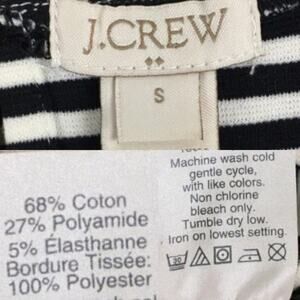 J.CREW
S
68% Coton
27% Polyamide
5% Élasthanne
Bordure Tissée:
100% Polyester
Machine wash cold
gentle cycle,
with like colors.
Non chlorine
bleach only.
Tumble dry low.
Iron on lowest setting.
30